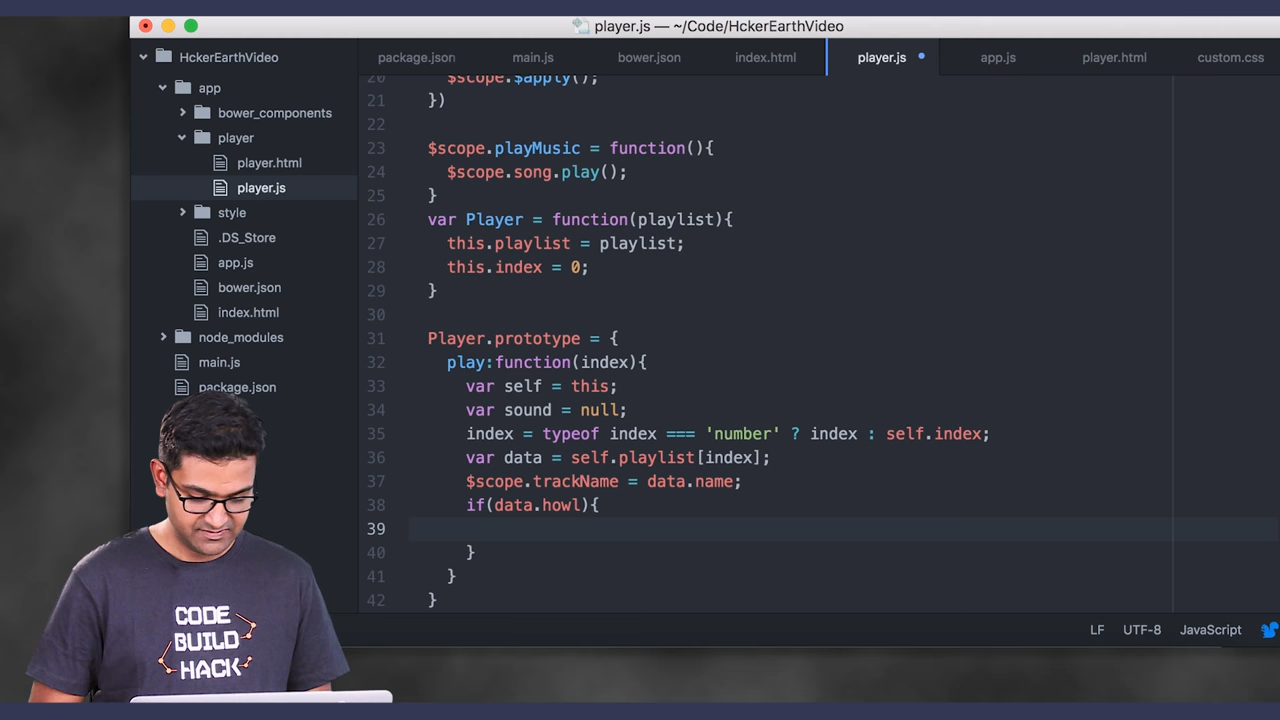 player.js — ~/Code/HckerEarthVideo
HckerEarthVideo
app
bower_components
player
player.html
player.js
style
.DS_Store
app.js
bower.json
index.html
node_modules
main.js
package.json
package.json main.js bower.json index.html player.js app.js player.html custom.css
20 $scope.$apply();
21 })
22
23 $scope.playMusic = function(){
24 $scope.song.play();
25 }
26 var Player = function(playlist){
27 this.playlist = playlist;
28 this.index = 0;
29 }
30
31 Player.prototype = {
32 play:function(index){
33 var self = this;
34 var sound = null;
35 index = typeof index === 'number' ? index : self.index;
36 var data = self.playlist[index];
37 $scope.trackName = data.name;
38 if(data.howl){
39
40 }
41 }
42 }
LF UTF-8 JavaScript
CODE
BUILD
HACK